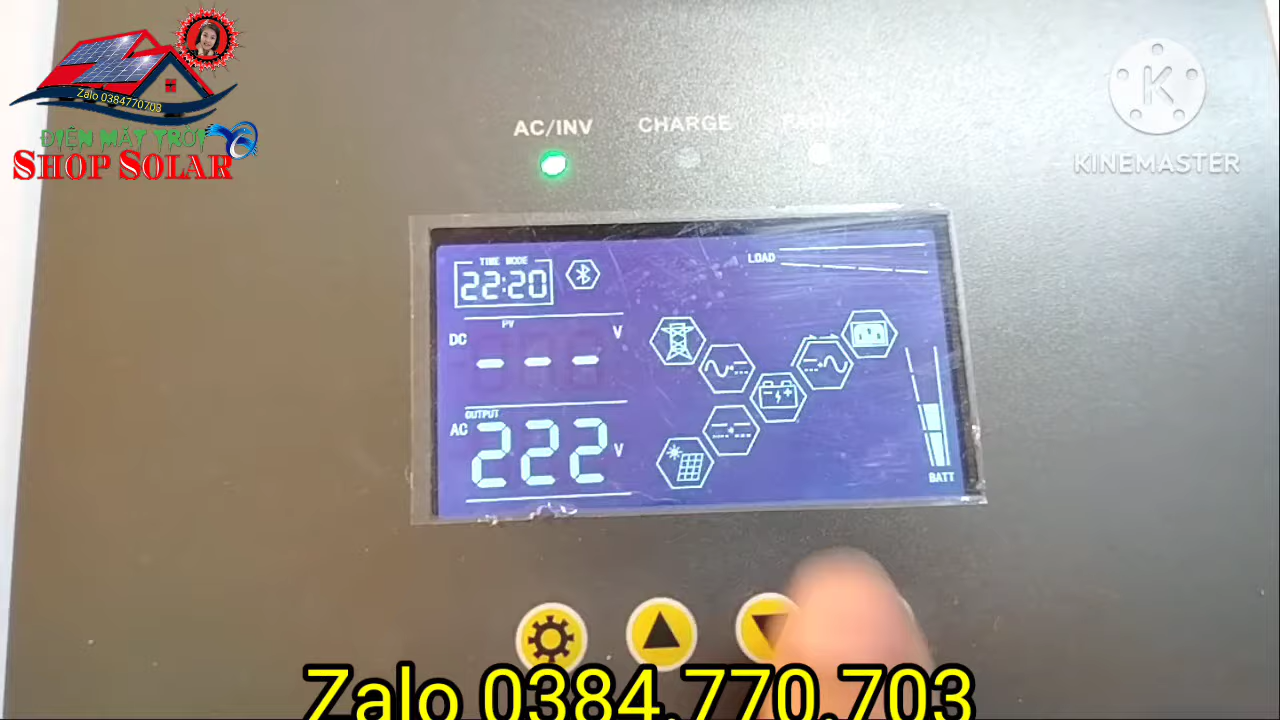 Zalo 0384770703
ĐIỆN MẶT TRỜI
SHOP SOLAR
AC/INV
CHARGE
K
KINEMASTER
TIME MODE
22:20
LOAD
PV
DC
- - -
V
OUTPUT
AC
222
V
BATT
Zalo 0384.770.703